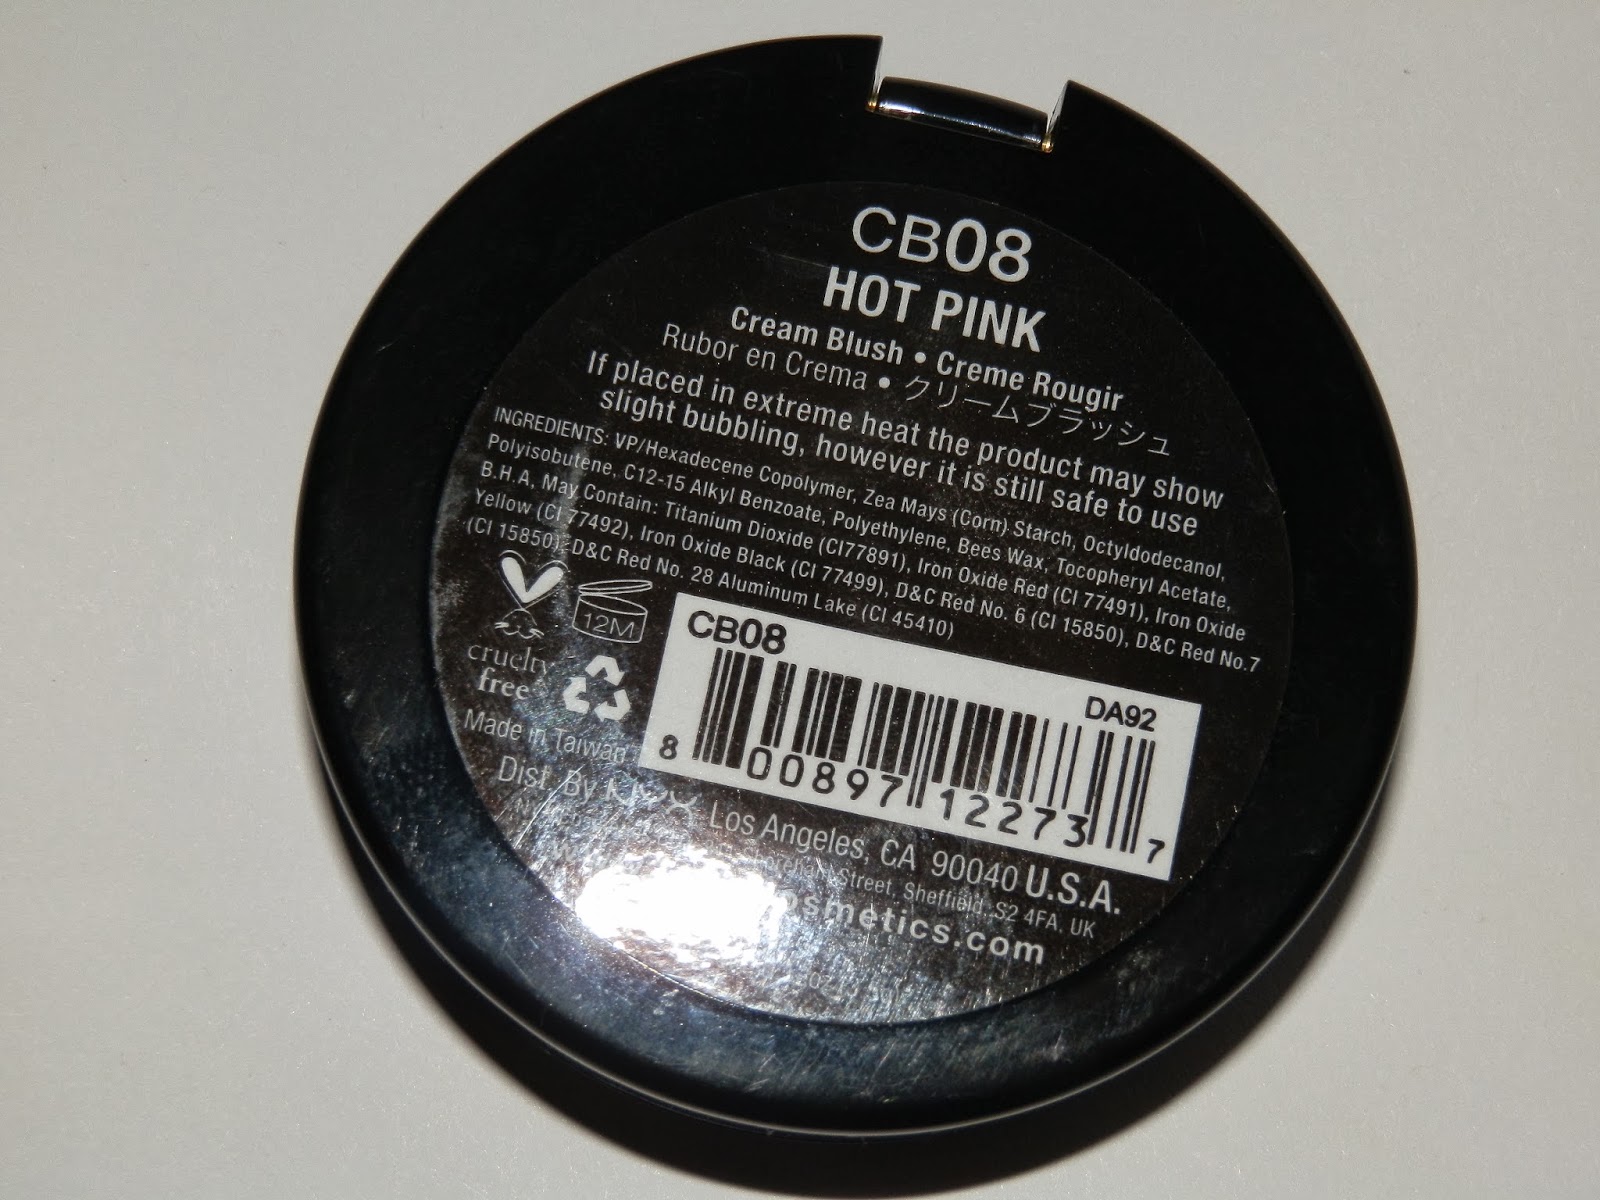 CB08
HOT PINK
Cream Blush • Creme Rougir
Rubor en Crema • クリームブラッシュ
If placed in extreme heat the product may show
slight bubbling, however it is still safe to use
INGREDIENTS: VP/Hexadecene Copolymer, Zea Mays (Corn) Starch, Octyldodecanol,
Polyisobutene, C12-15 Alkyl Benzoate, Polyethylene, Bees Wax, Tocopheryl Acetate,
B.H.A, May Contain: Titanium Dioxide (CI77891), Iron Oxide Red (CI 77491), Iron Oxide
Yellow (CI 77492), Iron Oxide Black (CI 77499), D&C Red No. 6 (CI 15850), D&C Red No.7
(CI 15850), D&C Red No. 28 Aluminum Lake (CI 45410)
12M
cruelty
free
CB08
DA92
8 00897 12273 7
Made in Taiwan
Dist. By NYX Los Angeles, CA 90040 U.S.A.
Street, Sheffield, S2 4FA, UK
osmetics.com